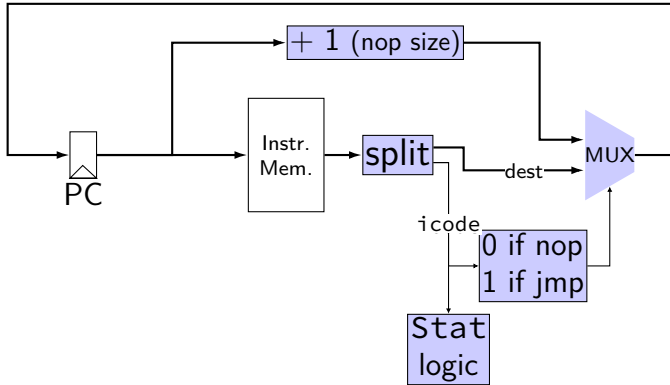 + 1 (nop size)
Instr.
Mem.
split
MUX
PC
dest
icode
0 if nop
1 if jmp
Stat
logic